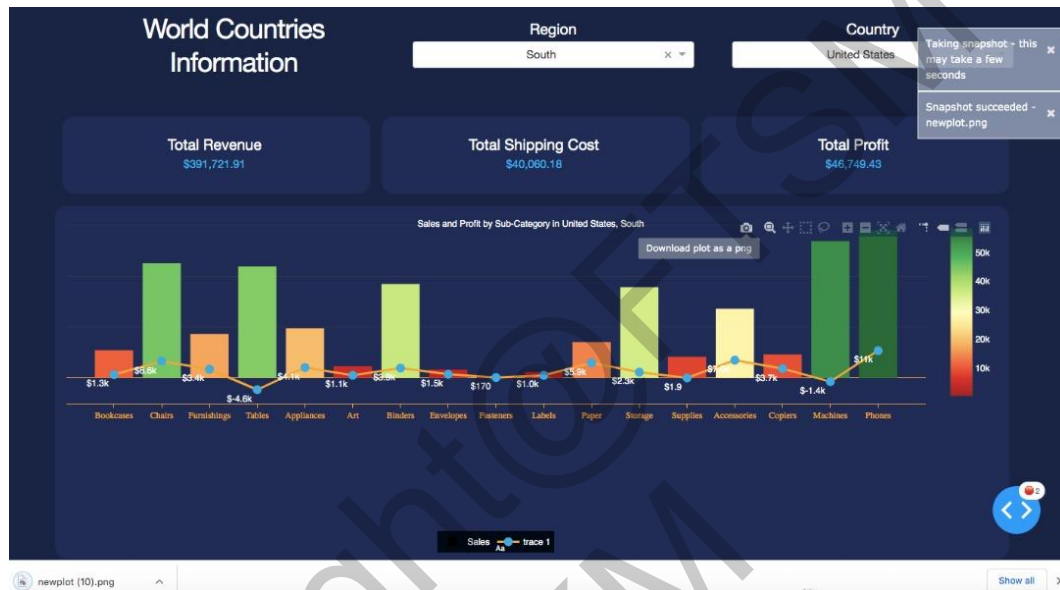 World Countries
Information
Region
South
Country
United States
Taking snapshot - this
may take a few
seconds
Snapshot succeeded -
newplot.png
Total Revenue
$391,721.91
Total Shipping Cost
$40,060.18
Total Profit
$46,749.43
Sales and Profit by Sub-Category in United States, South
Download plot as a png
50k
40k
30k
20k
10k
$1.3k
$3.4k
$-4.6k
$4.1k
$1.1k
$1.5k
$170
$1.0k
$5.9k
$2.3k
$1.9
$3.7k
$-1.4k
$11k
Bookcases Chairs Furnishings Tables Appliances Art Binders Envelopes Fasteners Labels Paper Storage Supplies Accessories Copiers Machines Phones
2
Sales Aa trace 1
newplot (10).png
Show all